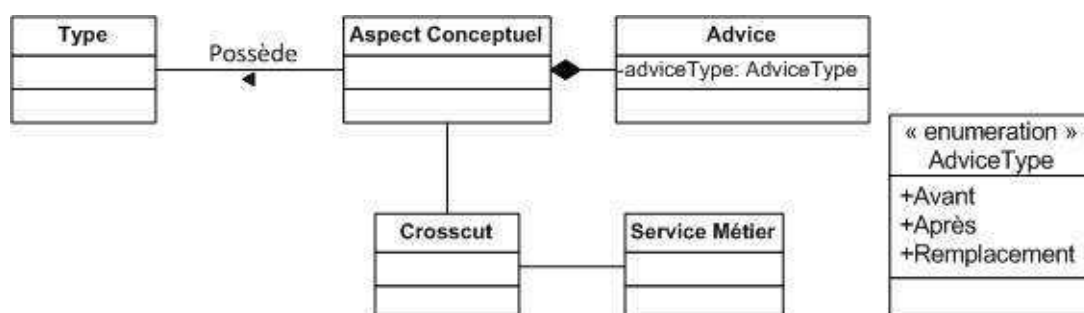 Type
Possède
Aspect Conceptuel
Advice
-adviceType: AdviceType
« enumeration »
AdviceType
+Avant
+Après
+Remplacement
Crosscut
Service Métier